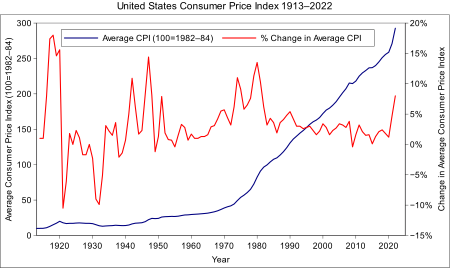 United States Consumer Price Index 1913–2022
Average CPI (100=1982–84)
% Change in Average CPI
Average Consumer Price Index (100=1982–84)
300
250
200
150
100
50
0
20%
15%
10%
5%
0%
−5%
−10%
−15%
Change in Average Consumer Price Index
1920 1930 1940 1950 1960 1970 1980 1990 2000 2010 2020
Year